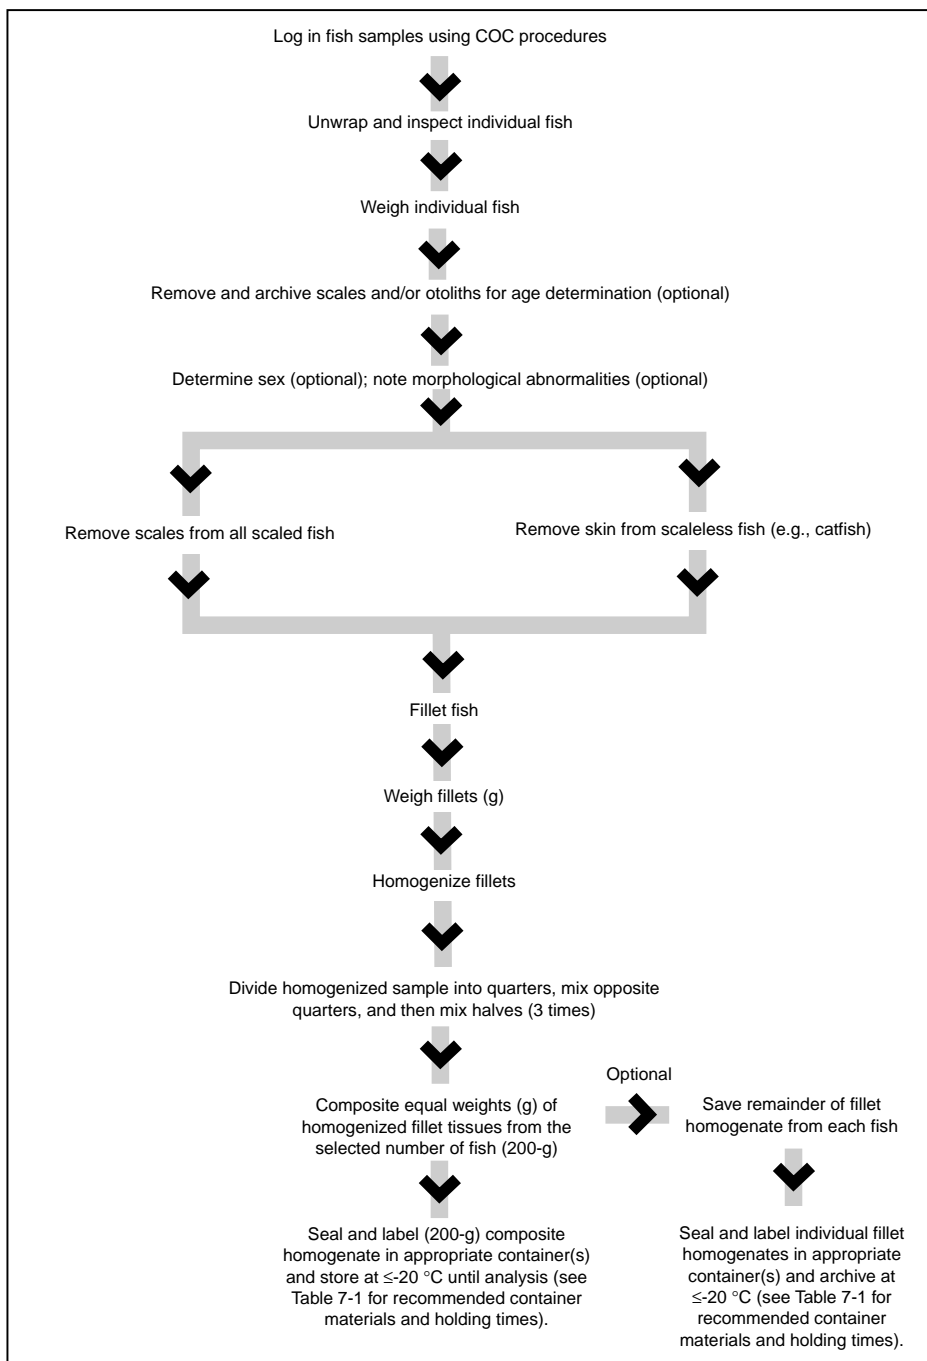 Log in fish samples using COC procedures
Unwrap and inspect individual fish
Weigh individual fish
Remove and archive scales and/or otoliths for age determination (optional)
Determine sex (optional); note morphological abnormalities (optional)
Remove scales from all scaled fish
Remove skin from scaleless fish (e.g., catfish)
Fillet fish
Weigh fillets (g)
Homogenize fillets
Divide homogenized sample into quarters, mix opposite
quarters, and then mix halves (3 times)
Composite equal weights (g) of
homogenized fillet tissues from the
selected number of fish (200-g)
Optional
Save remainder of fillet
homogenate from each fish
Seal and label (200-g) composite
homogenate in appropriate container(s)
and store at ≤-20 °C until analysis (see
Table 7-1 for recommended container
materials and holding times).
Seal and label individual fillet
homogenates in appropriate
container(s) and archive at
≤-20 °C (see Table 7-1 for
recommended container
materials and holding times).